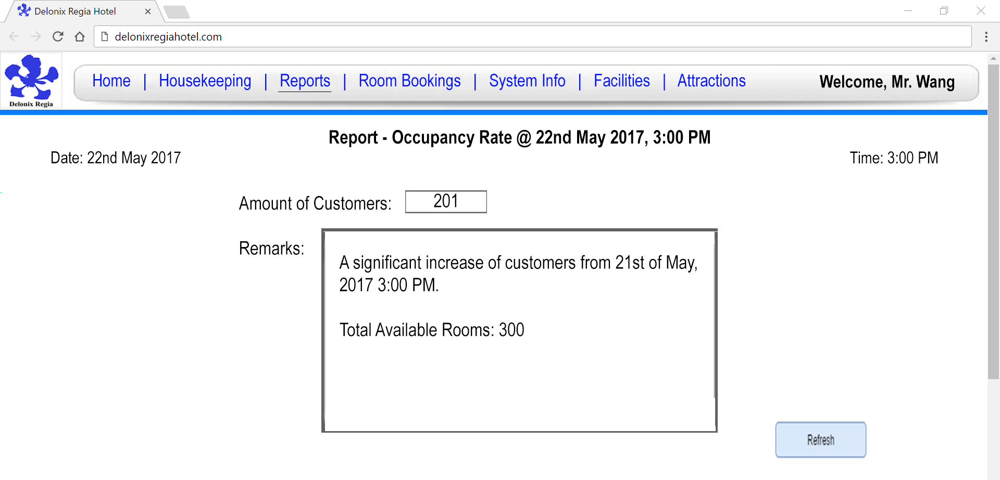 Delonix Regia Hotel
delonixregiahotel.com
Delonix Regia
Home | Housekeeping | Reports | Room Bookings | System Info | Facilities | Attractions
Welcome, Mr. Wang
Report - Occupancy Rate @ 22nd May 2017, 3:00 PM
Date: 22nd May 2017
Time: 3:00 PM
Amount of Customers: 201
Remarks:
A significant increase of customers from 21st of May,
2017 3:00 PM.
Total Available Rooms: 300
Refresh